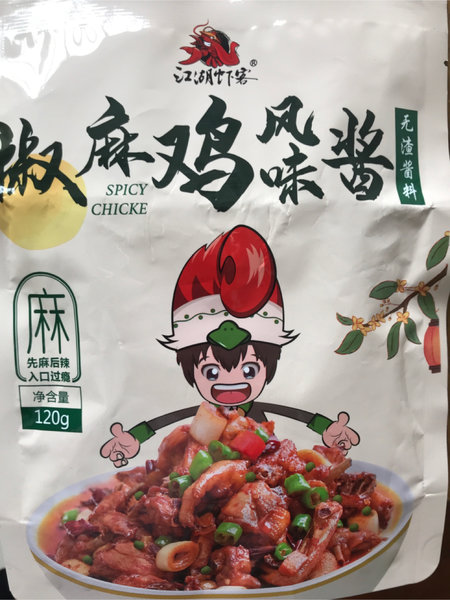 江湖虾客®
椒麻鸡风味酱
无渣酱料
SPICY
CHICKE
麻
先麻后辣
入口过瘾
净含量
120g